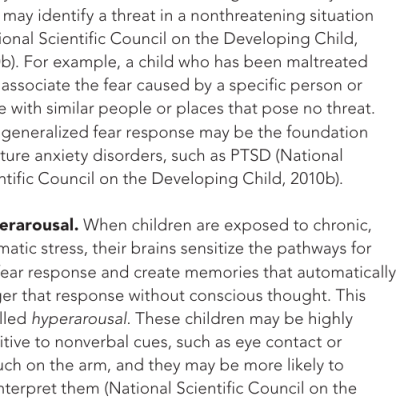 may identify a threat in a nonthreatening situation
ional Scientific Council on the Developing Child,
b). For example, a child who has been maltreated
associate the fear caused by a specific person or
e with similar people or places that pose no threat.
generalized fear response may be the foundation
ture anxiety disorders, such as PTSD (National
ntific Council on the Developing Child, 2010b).
erarousal. When children are exposed to chronic,
matic stress, their brains sensitize the pathways for
fear response and create memories that automatically
ger that response without conscious thought. This
lled hyperarousal. These children may be highly
itive to nonverbal cues, such as eye contact or
uch on the arm, and they may be more likely to
nterpret them (National Scientific Council on the